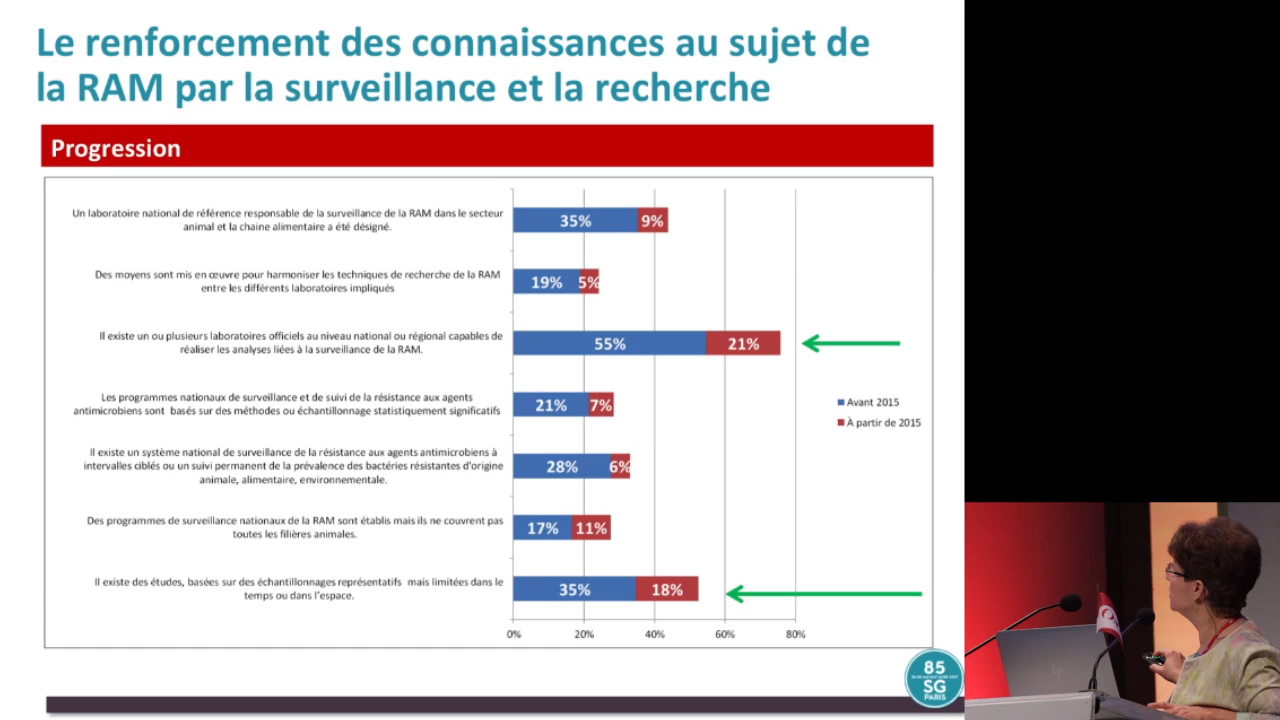 Le renforcement des connaissances au sujet de
la RAM par la surveillance et la recherche
Progression
Un laboratoire national de référence responsable de la surveillance de la RAM dans le secteur
animal et la chaine alimentaire a été désigné.
35% 9%
Des moyens sont mis en œuvre pour harmoniser les techniques de recherche de la RAM
entre les différents laboratoires impliqués
19% 5%
Il existe un ou plusieurs laboratoires officiels au niveau national ou régional capables de
réaliser les analyses liées à la surveillance de la RAM.
55% 21%
Les programmes nationaux de surveillance et de suivi de la résistance aux agents
antimicrobiens sont basés sur des méthodes ou échantillonnage statistiquement significatifs
21% 7%
Avant 2015
À partir de 2015
Il existe un système national de surveillance de la résistance aux agents antimicrobiens à
intervalles ciblés ou un suivi permanent de la prévalence des bactéries résistantes d'origine
animale, alimentaire, environnementale.
28% 6%
Des programmes de surveillance nationaux de la RAM sont établis mais ils ne couvrent pas
toutes les filières animales.
17% 11%
Il existe des études, basées sur des échantillonnages représentatifs mais limitées dans le
temps ou dans l'espace.
35% 18%
0% 20% 40% 60% 80%
85
SG
PARIS